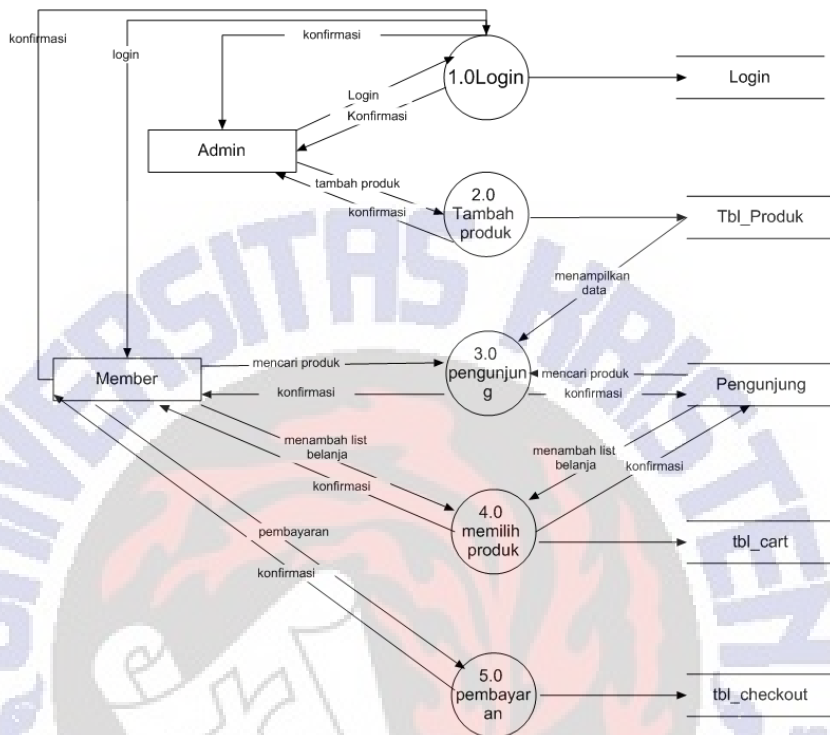 konfirmasi
konfirmasi
login
1.0Login
Login
Login
Konfirmasi
Admin
tambah produk
konfirmasi
2.0
Tambah
produk
Tbl_Produk
menampilkan
data
Member
mencari produk
3.0
pengunjun
g
mencari produk
Pengunjung
konfirmasi
konfirmasi
menambah list
belanja
konfirmasi
menambah list
belanja
konfirmasi
4.0
memilih
produk
tbl_cart
pembayaran
konfirmasi
5.0
pembayar
an
tbl_checkout
UNIVERSITAS KRISTEN